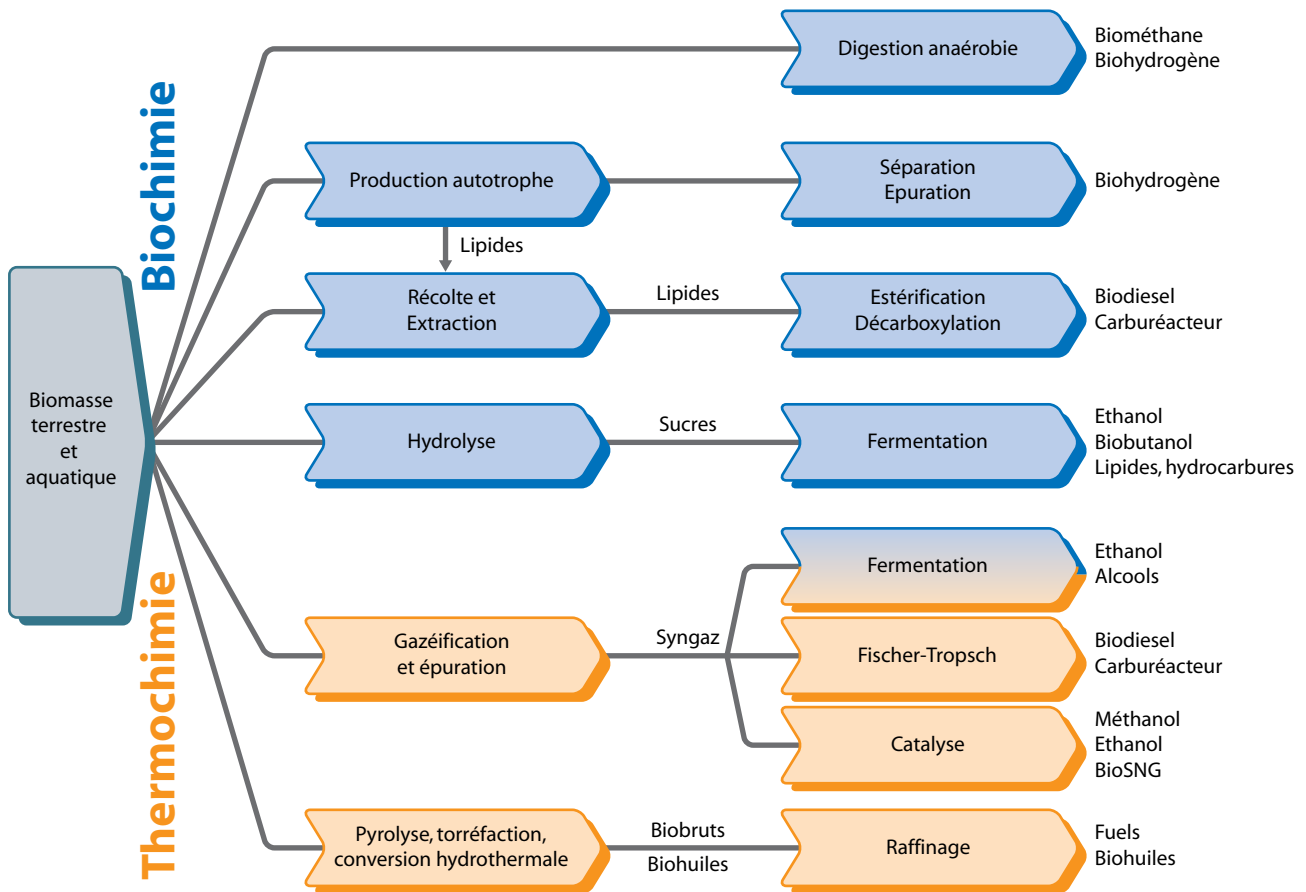 Digestion anaérobie
Biométhane
Biohydrogène
Biochimie
Production autotrophe
Séparation
Epuration
Biohydrogène
Lipides
Récolte et
Extraction
Lipides
Estérification
Décarboxylation
Biodiesel
Carburéacteur
Biomasse
terrestre
et
aquatique
Hydrolyse
Sucres
Fermentation
Ethanol
Biobutanol
Lipides, hydrocarbures
Thermochimie
Fermentation
Ethanol
Alcools
Gazéification
et épuration
Syngaz
Fischer-Tropsch
Biodiesel
Carburéacteur
Catalyse
Méthanol
Ethanol
BioSNG
Pyrolyse, torréfaction,
conversion hydrothermale
Biobruts
Biohuiles
Raffinage
Fuels
Biohuiles